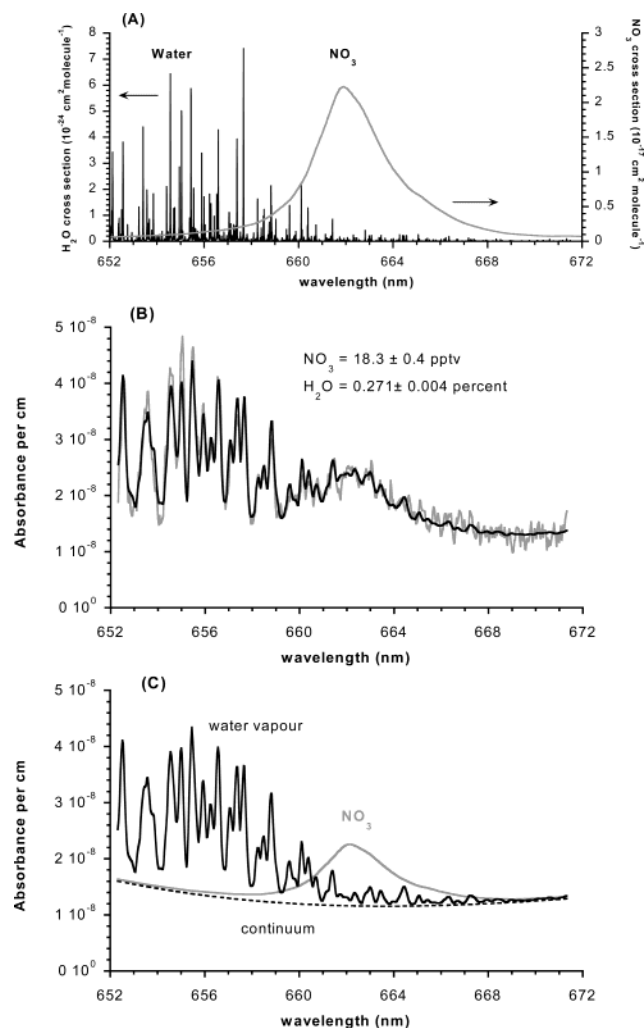 (A)
8
7
6
5
4
3
2
1
0
H₂O cross section (10⁻²⁴ cm² molecule⁻¹)
Water
NO₃
3
2.5
2
1.5
1
0.5
0
NO₃ cross section (10⁻¹⁷ cm² molecule⁻¹)
652 656 660 664 668 672
wavelength (nm)
(B)
5 10⁻⁸
4 10⁻⁸
3 10⁻⁸
2 10⁻⁸
1 10⁻⁸
0 10⁰
Absorbance per cm
NO₃ = 18.3 ± 0.4 pptv
H₂O = 0.271± 0.004 percent
652 656 660 664 668 672
wavelength (nm)
(C)
5 10⁻⁸
4 10⁻⁸
3 10⁻⁸
2 10⁻⁸
1 10⁻⁸
0 10⁰
Absorbance per cm
water vapour
NO₃
continuum
652 656 660 664 668 672
wavelength (nm)